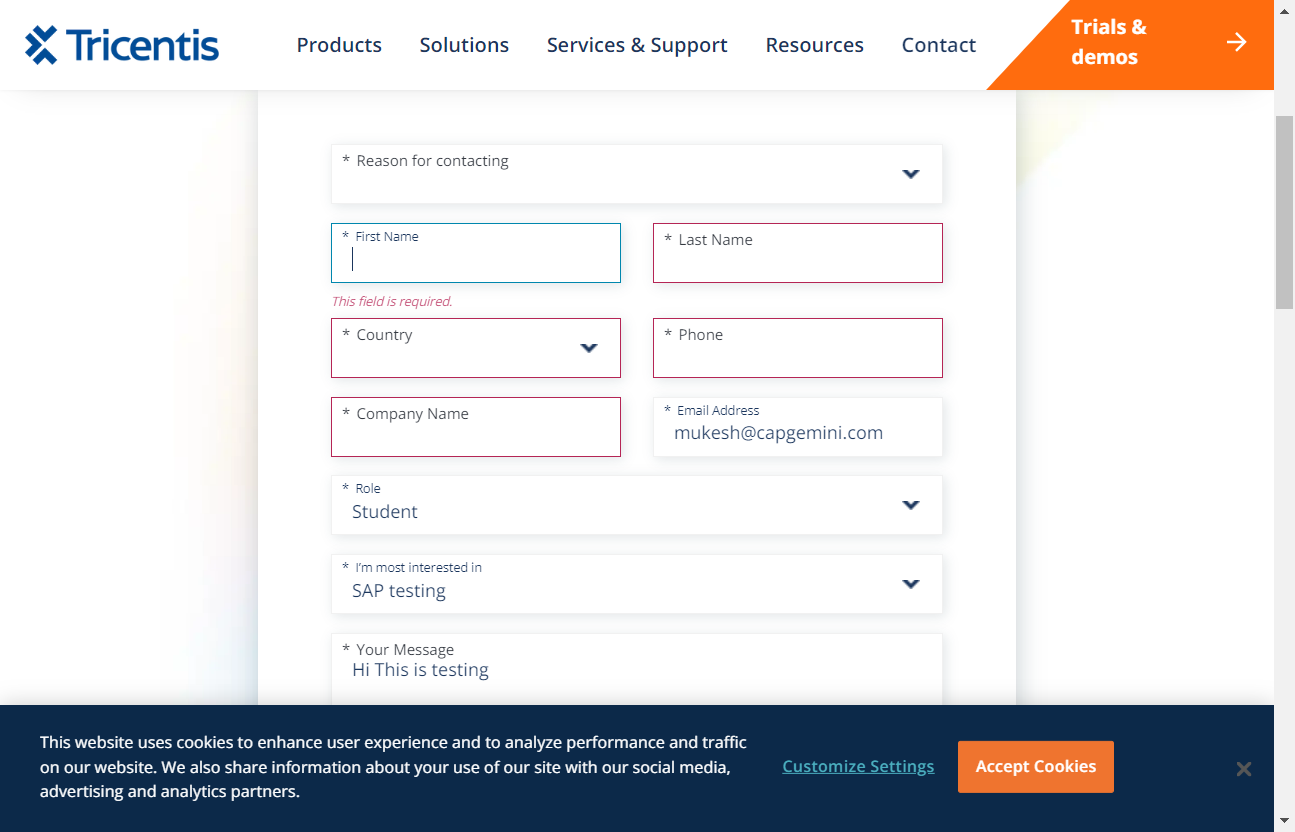 Tricentis
Products Solutions Services & Support Resources Contact
Trials &
demos
* Reason for contacting
* First Name
* Last Name
This field is required.
* Country
* Phone
* Company Name
* Email Address
mukesh@capgemini.com
* Role
Student
* I'm most interested in
SAP testing
* Your Message
Hi This is testing
This website uses cookies to enhance user experience and to analyze performance and traffic
on our website. We also share information about your use of our site with our social media,
advertising and analytics partners.
Customize Settings
Accept Cookies